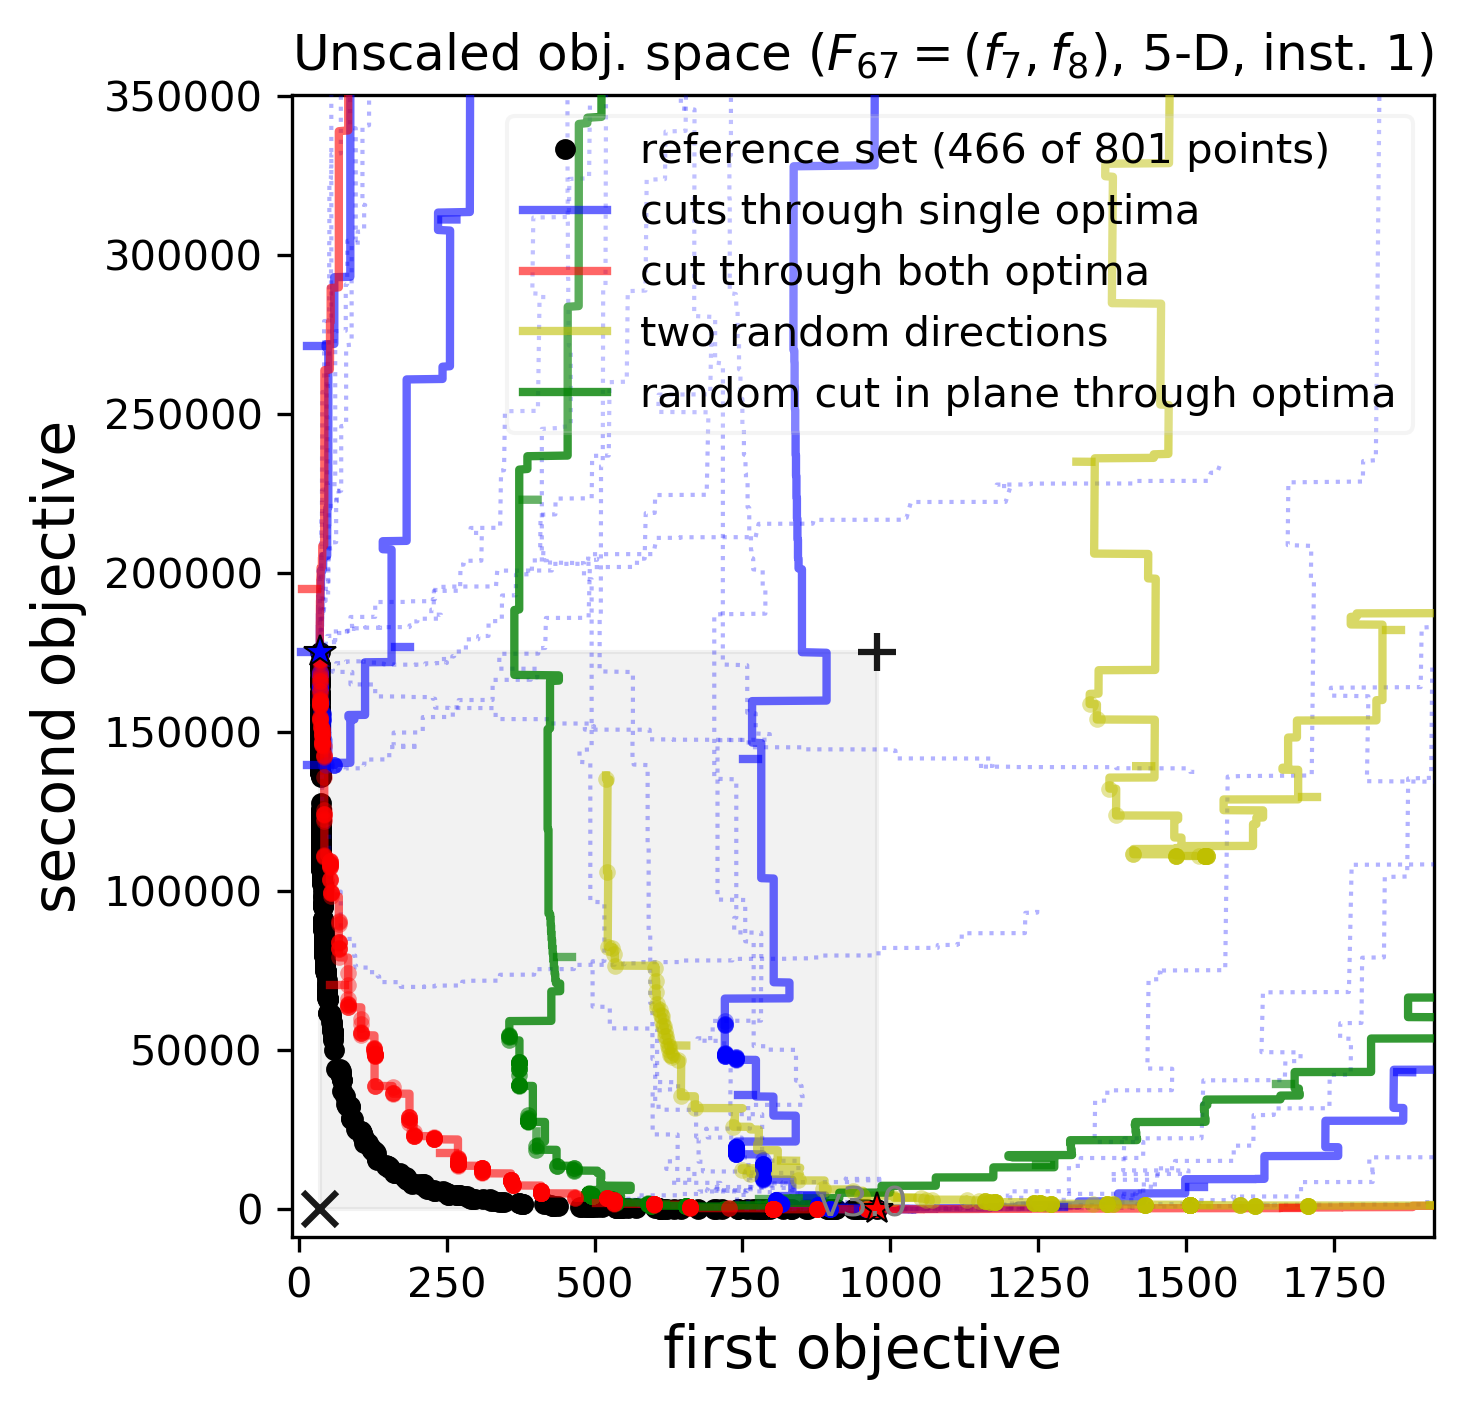 Unscaled obj. space (F₆₇ = (f₇, f₈), 5-D, inst. 1)
350000
300000
250000
200000
150000
100000
50000
0
second objective
reference set (466 of 801 points)
cuts through single optima
cut through both optima
two random directions
random cut in plane through optima
v3.0
0
250
500
750
1000
1250
1500
1750
first objective